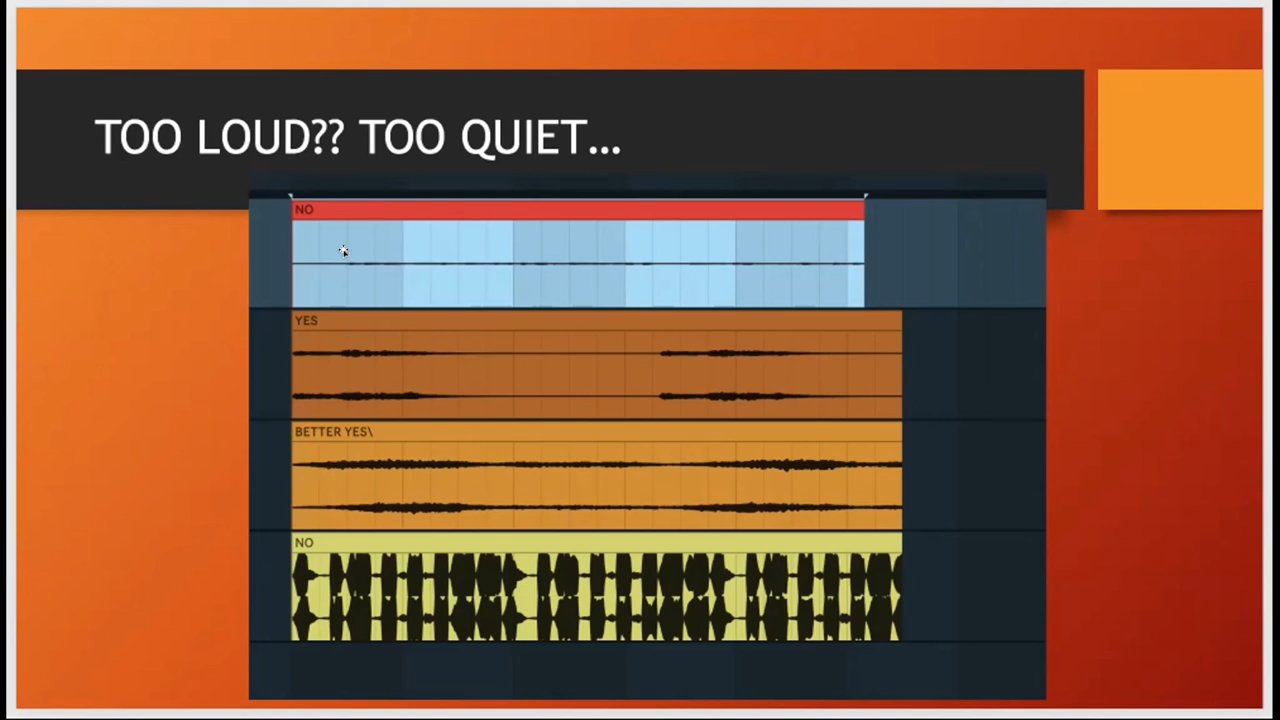 TOO LOUD?? TOO QUIET...
NO
YES
BETTER YES\
NO